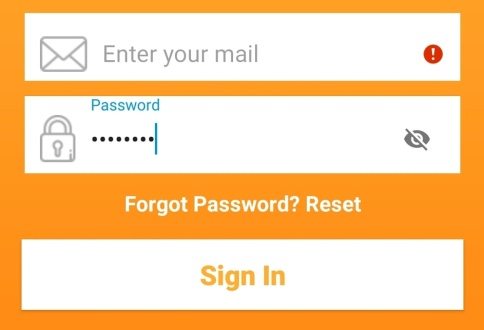 Enter your mail
Password
••••••••
Forgot Password? Reset
Sign In